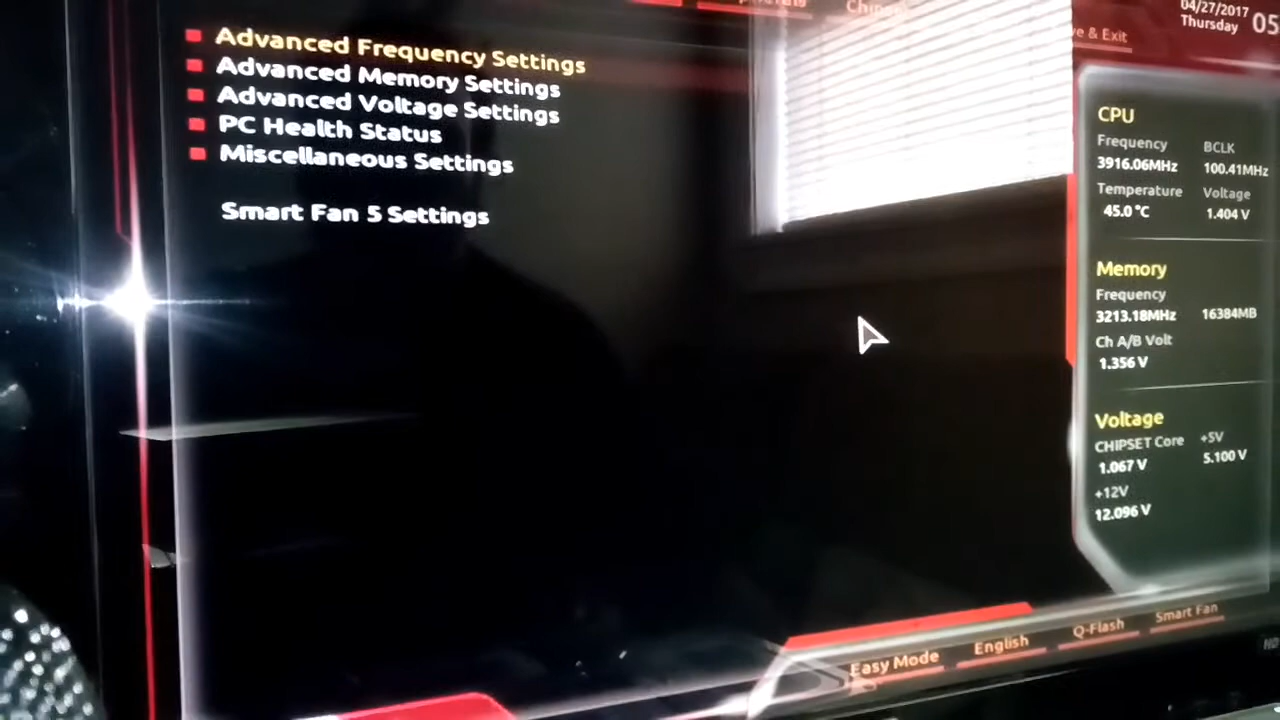 04/27/2017
Thursday
05
Advanced Frequency Settings
Advanced Memory Settings
Advanced Voltage Settings
PC Health Status
Miscellaneous Settings
Smart Fan 5 Settings
& Exit
CPU
Frequency BCLK
3916.06MHz 100.41MHz
Temperature Voltage
45.0 °C 1.404 V
Memory
Frequency
3213.18MHz 16384MB
Ch A/B Volt
1.356 V
Voltage
CHIPSET Core +5V
1.067 V 5.100 V
+12V
12.096 V
Easy Mode English Q-Flash Smart Fan